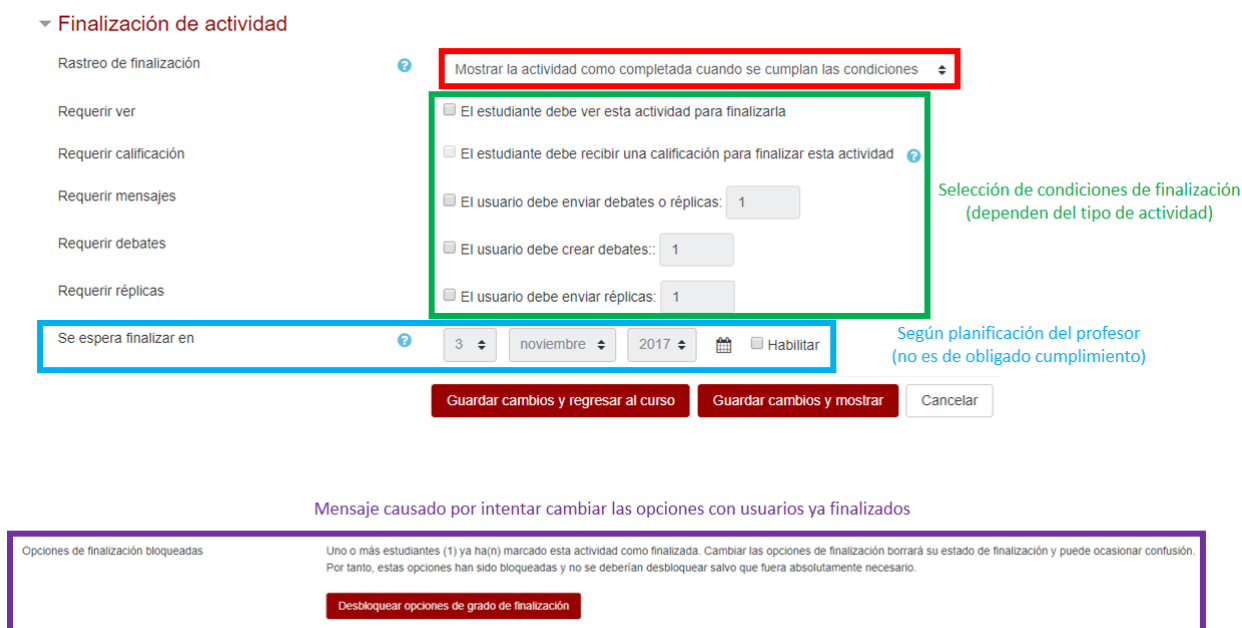 Finalización de actividad
Rastreo de finalización
Mostrar la actividad como completada cuando se cumplan las condiciones
Requerir ver
El estudiante debe ver esta actividad para finalizarla
Requerir calificación
El estudiante debe recibir una calificación para finalizar esta actividad
Requerir mensajes
El usuario debe enviar debates o réplicas: 1
Requerir debates
El usuario debe crear debates:: 1
Requerir réplicas
El usuario debe enviar réplicas: 1
Selección de condiciones de finalización
(dependen del tipo de actividad)
Se espera finalizar en
3 noviembre 2017 Habilitar
Según planificación del profesor
(no es de obligado cumplimiento)
Guardar cambios y regresar al curso Guardar cambios y mostrar Cancelar
Mensaje causado por intentar cambiar las opciones con usuarios ya finalizados
Opciones de finalización bloqueadas
Uno o más estudiantes (1) ya ha(n) marcado esta actividad como finalizada. Cambiar las opciones de finalización borrará su estado de finalización y puede ocasionar confusión.
Por tanto, estas opciones han sido bloqueadas y no se deberían desbloquear salvo que fuera absolutamente necesario.
Desbloquear opciones de grado de finalización